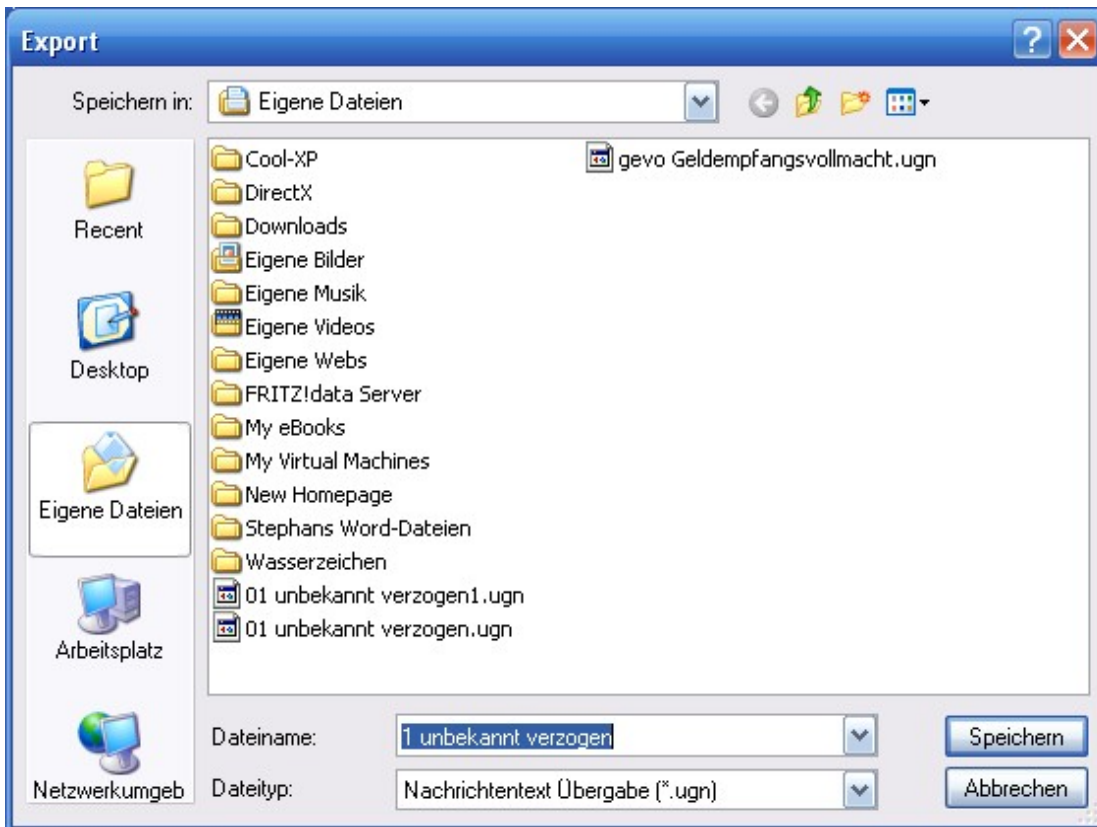 Export
Speichern in:
Eigene Dateien
Recent
Desktop
Eigene Dateien
Arbeitsplatz
Netzwerkumgeb
Cool-XP
DirectX
Downloads
Eigene Bilder
Eigene Musik
Eigene Videos
Eigene Webs
FRITZ!data Server
My eBooks
My Virtual Machines
New Homepage
Stephans Word-Dateien
Wasserzeichen
01 unbekannt verzogen1.ugn
01 unbekannt verzogen.ugn
gevo Geldempfangsvollmacht.ugn
Dateiname:
1 unbekannt verzogen
Speichern
Dateityp:
Nachrichtentext Übergabe (*.ugn)
Abbrechen